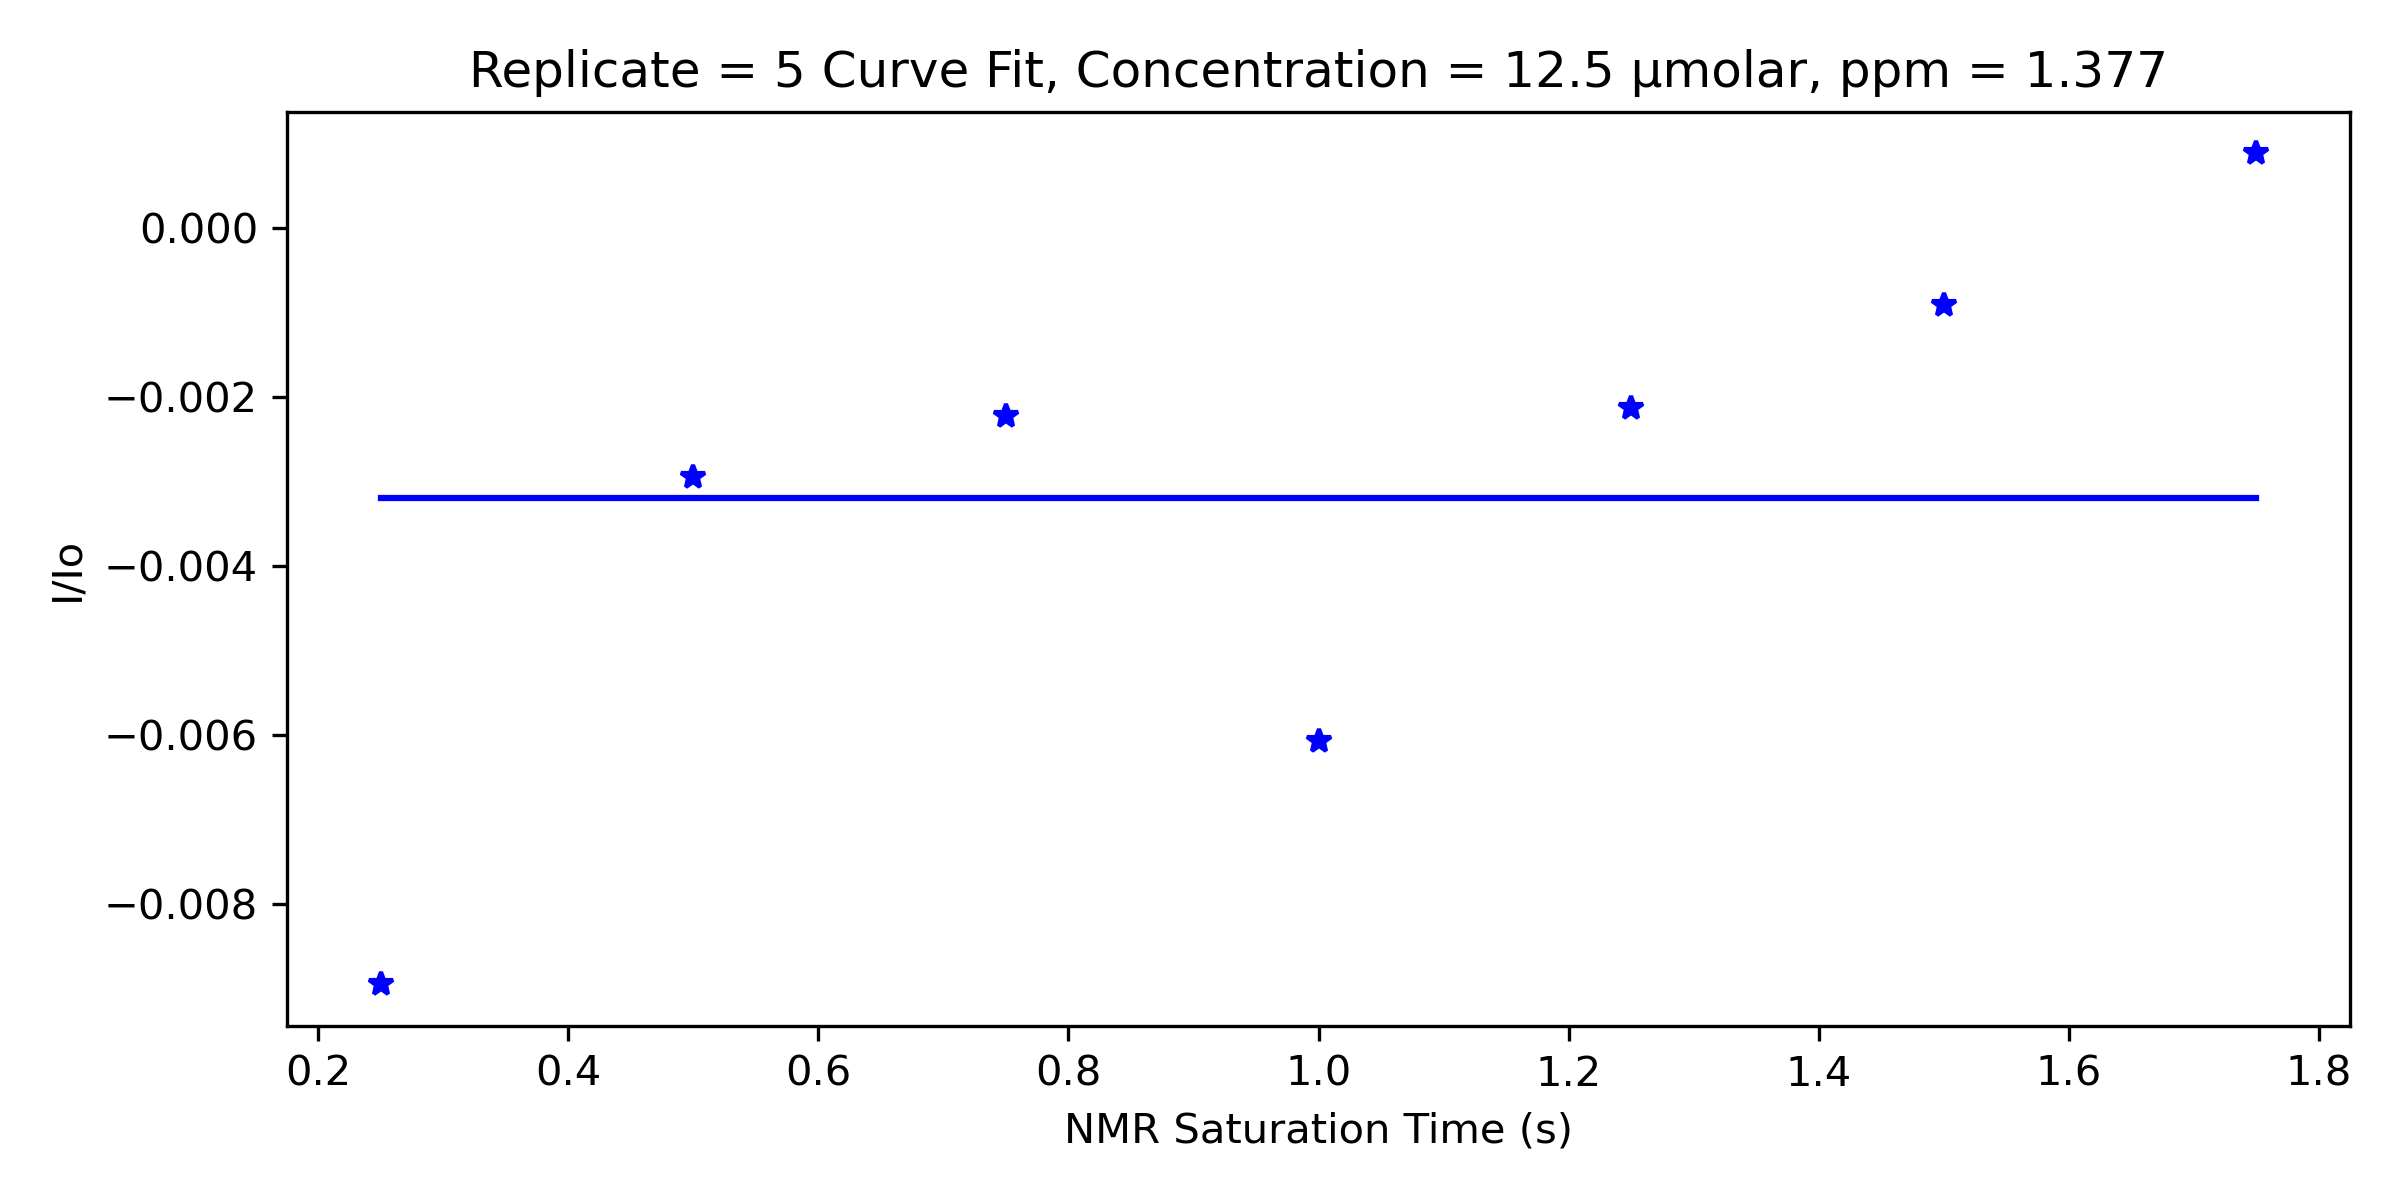 Replicate = 5 Curve Fit, Concentration = 12.5 μmolar, ppm = 1.377
0.000
−0.002
−0.004
−0.006
−0.008
I/Io
0.2 0.4 0.6 0.8 1.0 1.2 1.4 1.6 1.8
NMR Saturation Time (s)